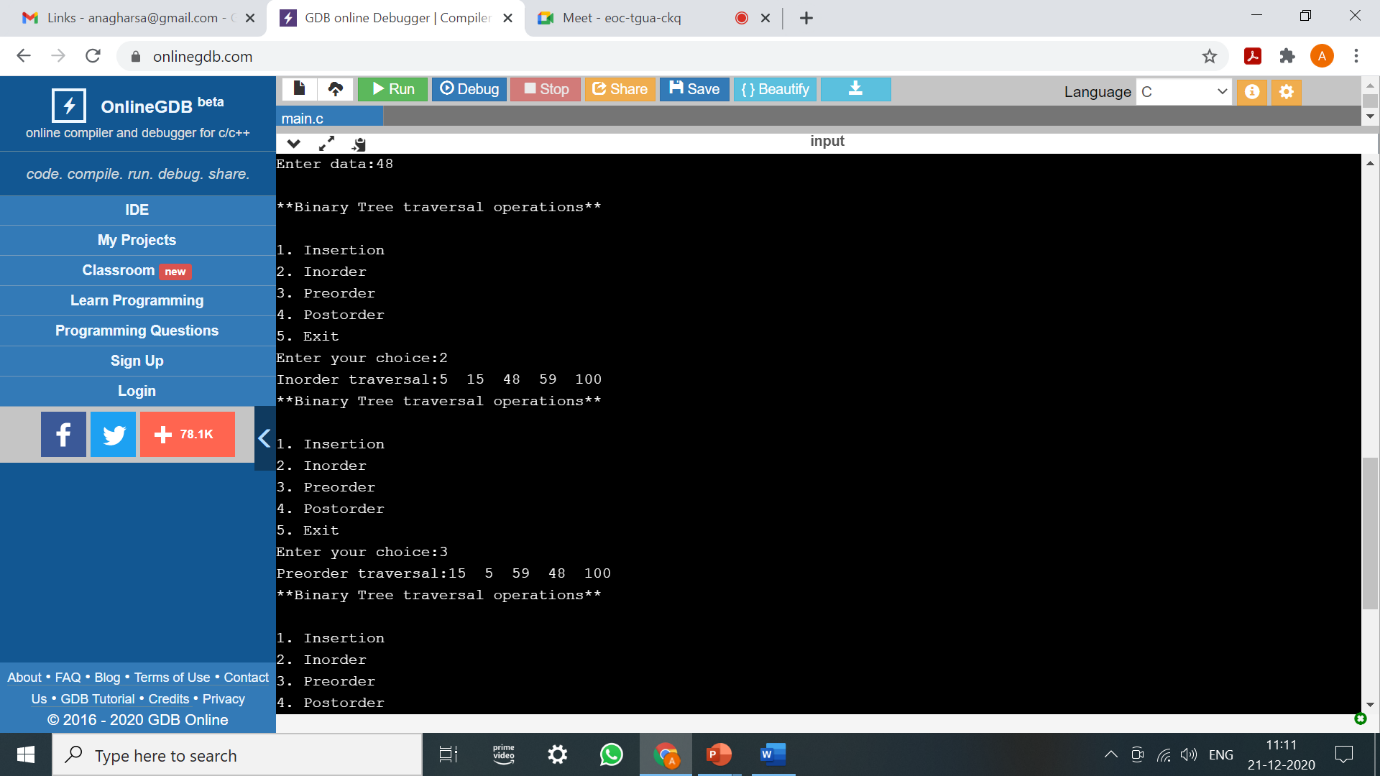 Links - anagharsa@gmail.com -
GDB online Debugger | Compiler
Meet - eoc-tgua-ckq
onlinegdb.com
A
OnlineGDB beta
online compiler and debugger for c/c++
code. compile. run. debug. share.
IDE
My Projects
Classroom new
Learn Programming
Programming Questions
Sign Up
Login
f
+ 78.1K
About • FAQ • Blog • Terms of Use • Contact
Us • GDB Tutorial • Credits • Privacy
© 2016 - 2020 GDB Online
Run
Debug
Stop
Share
Save
{ } Beautify
Language C
main.c
input
Enter data:48
**Binary Tree traversal operations**
1. Insertion
2. Inorder
3. Preorder
4. Postorder
5. Exit
Enter your choice:2
Inorder traversal:5  15  48  59  100
**Binary Tree traversal operations**
1. Insertion
2. Inorder
3. Preorder
4. Postorder
5. Exit
Enter your choice:3
Preorder traversal:15  5  59  48  100
**Binary Tree traversal operations**
1. Insertion
2. Inorder
3. Preorder
4. Postorder
Type here to search
prime
video
A
P
W
ENG
11:11
21-12-2020